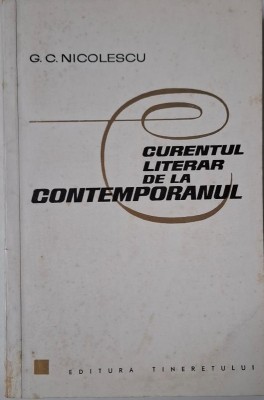 G. C. NICOLESCU
CURENTUL
LITERAR
DE LA
CONTEMPORANUL
EDITURA TINERETULUI